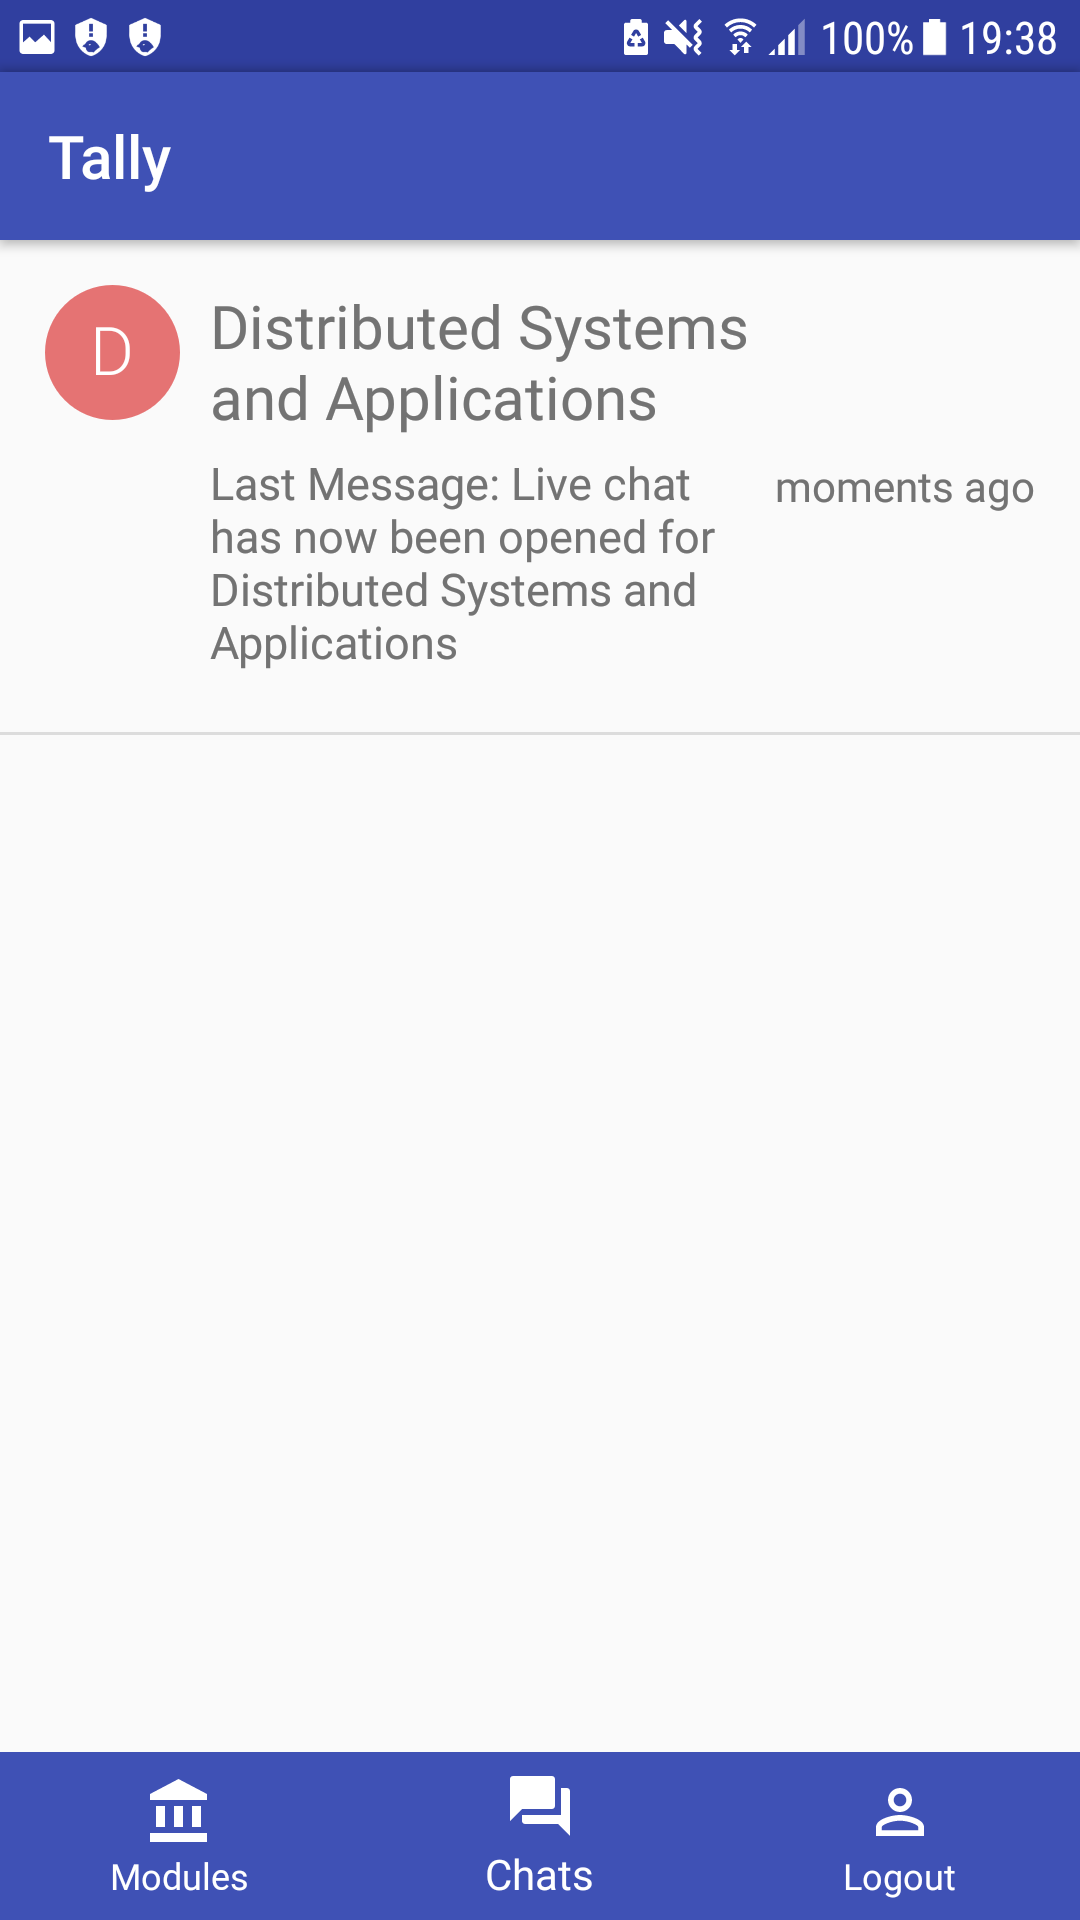 100% 19:38
Tally
D
Distributed Systems
and Applications
Last Message: Live chat
has now been opened for
Distributed Systems and
Applications
moments ago
Modules
Chats
Logout